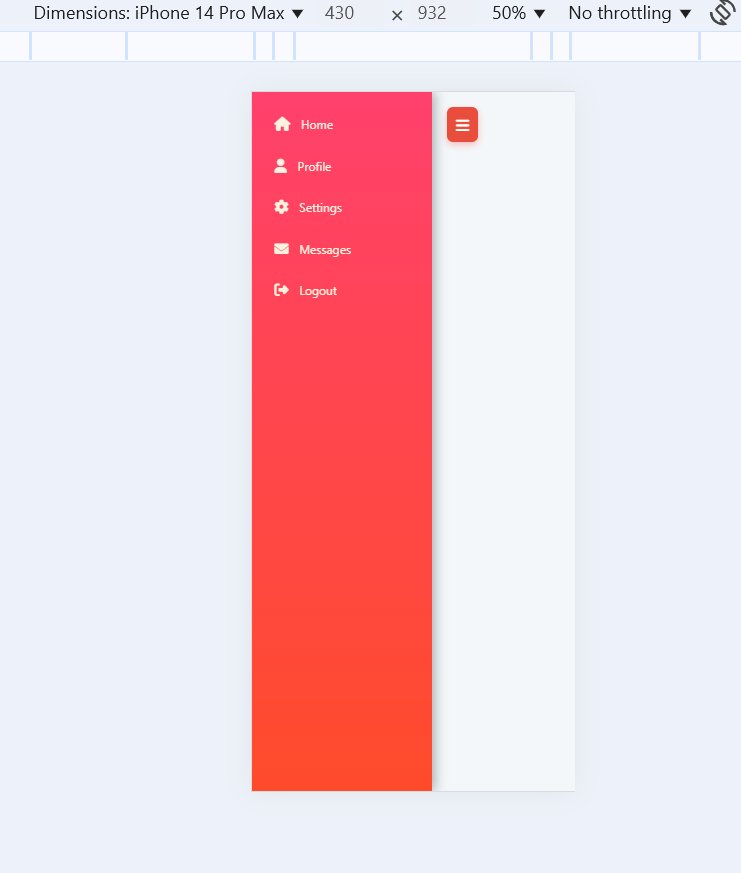 Dimensions: iPhone 14 Pro Max ▼ 430 × 932 50% ▼ No throttling ▼
Home
Profile
Settings
Messages
Logout